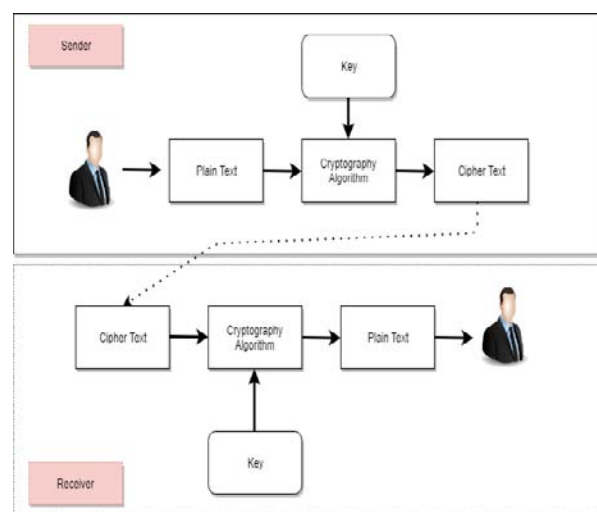 Sender
Key
Plain Text
Cryptography
Algorithm
Cipher Text
Cipher Text
Cryptography
Algorithm
Plain Text
Key
Receiver